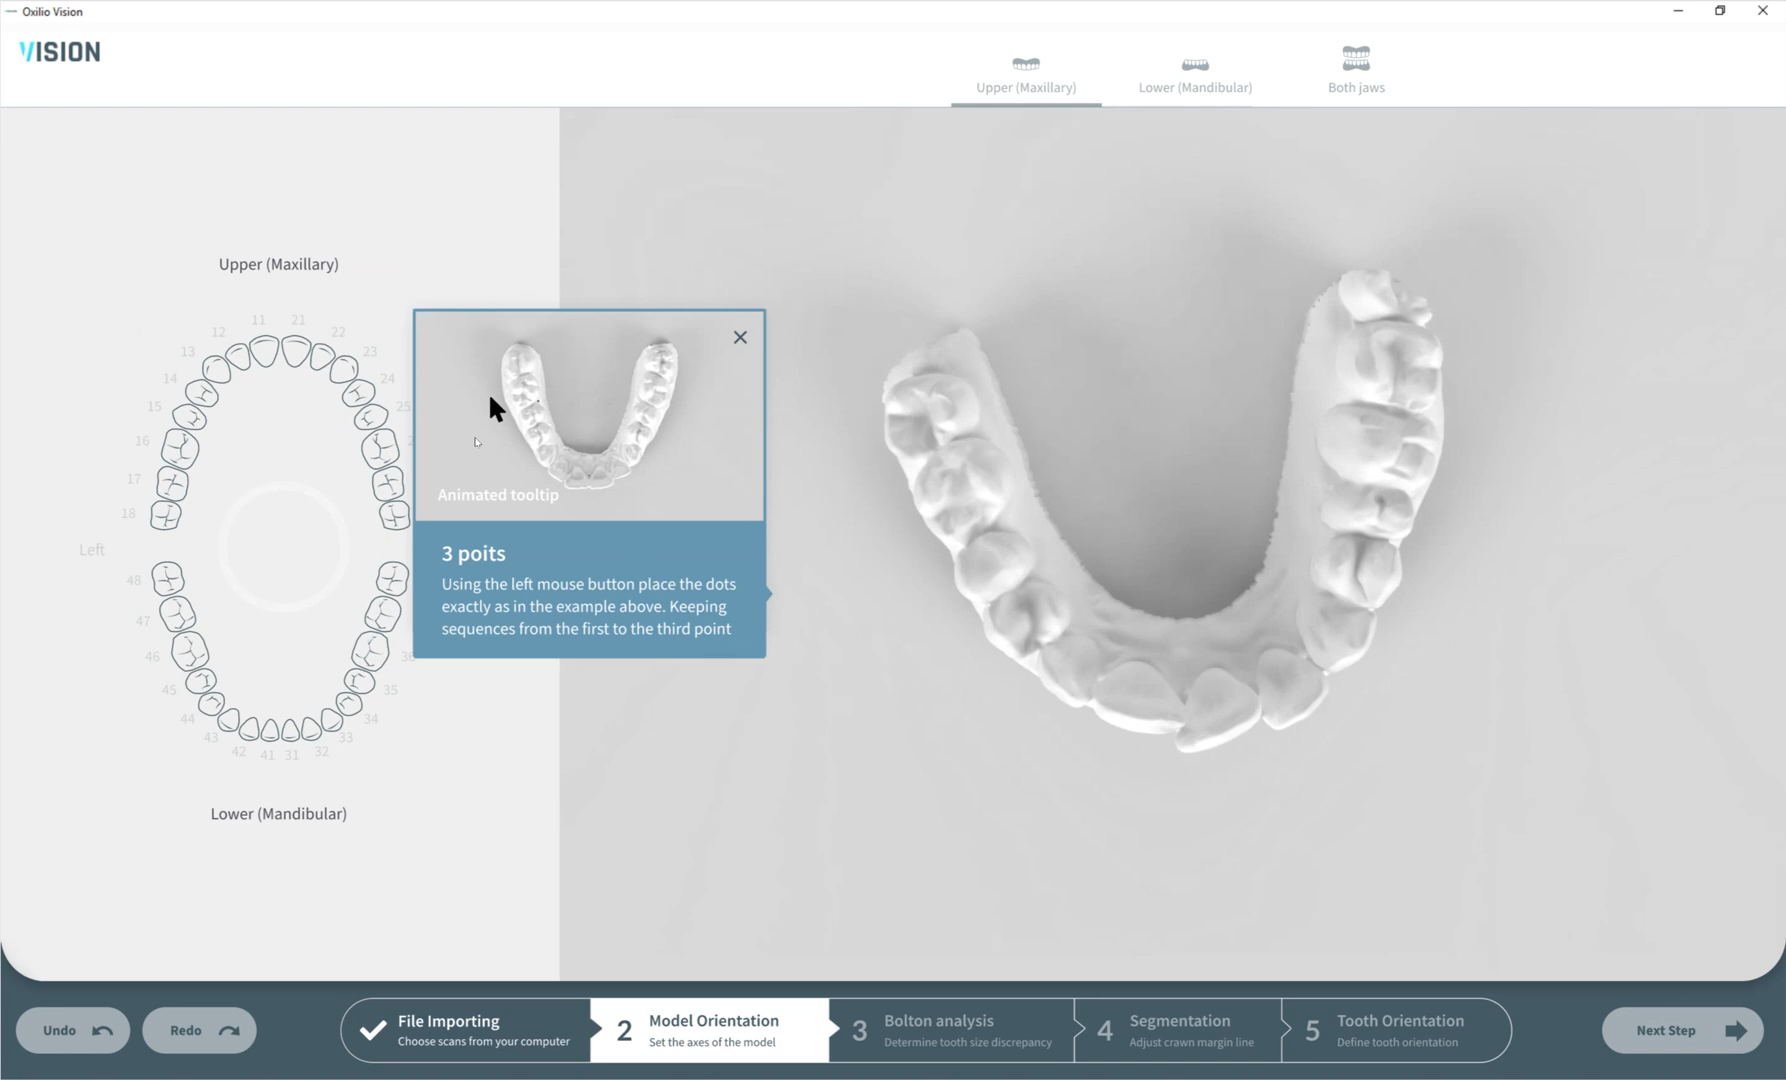 Oxilio Vision
VISION
Upper (Maxillary)
Lower (Mandibular)
Both jaws
Upper (Maxillary)
11 21
12 22
13 23
14 24
15 25
16
17
18
Left
48
47
46
45 35
44 34
43 33
42 41 31 32
Lower (Mandibular)
Animated tooltip
3 poits
Using the left mouse button place the dots
exactly as in the example above. Keeping
sequences from the first to the third point
Undo
Redo
File Importing
Choose scans from your computer
2 Model Orientation
Set the axes of the model
3 Bolton analysis
Determine tooth size discrepancy
4 Segmentation
Adjust crawn margin line
5 Tooth Orientation
Define tooth orientation
Next Step